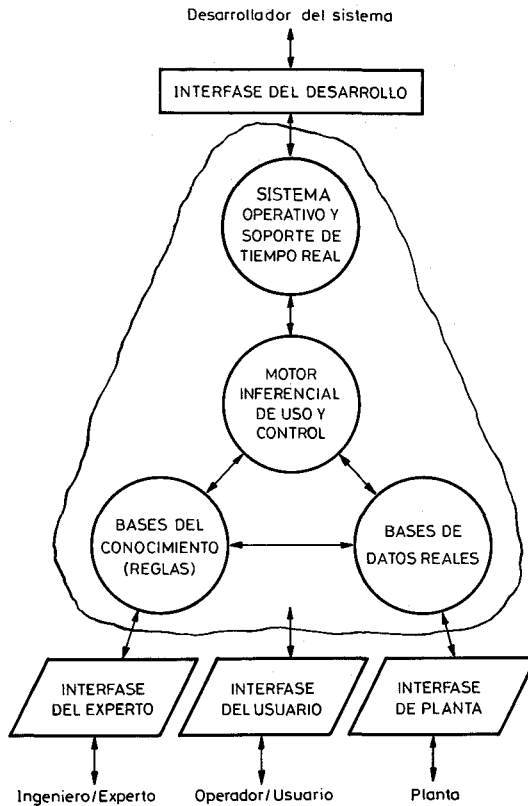 Desarrollador del sistema
INTERFASE DEL DESARROLLO
SISTEMA
OPERATIVO Y
SOPORTE DE
TIEMPO REAL
MOTOR
INFERENCIAL
DE USO Y
CONTROL
BASES DEL
CONOCIMIENTO
(REGLAS)
BASES DE
DATOS REALES
INTERFASE
DEL EXPERTO
INTERFASE
DEL USUARIO
INTERFASE
DE PLANTA
Ingeniero/Experto
Operador/Usuario
Planta